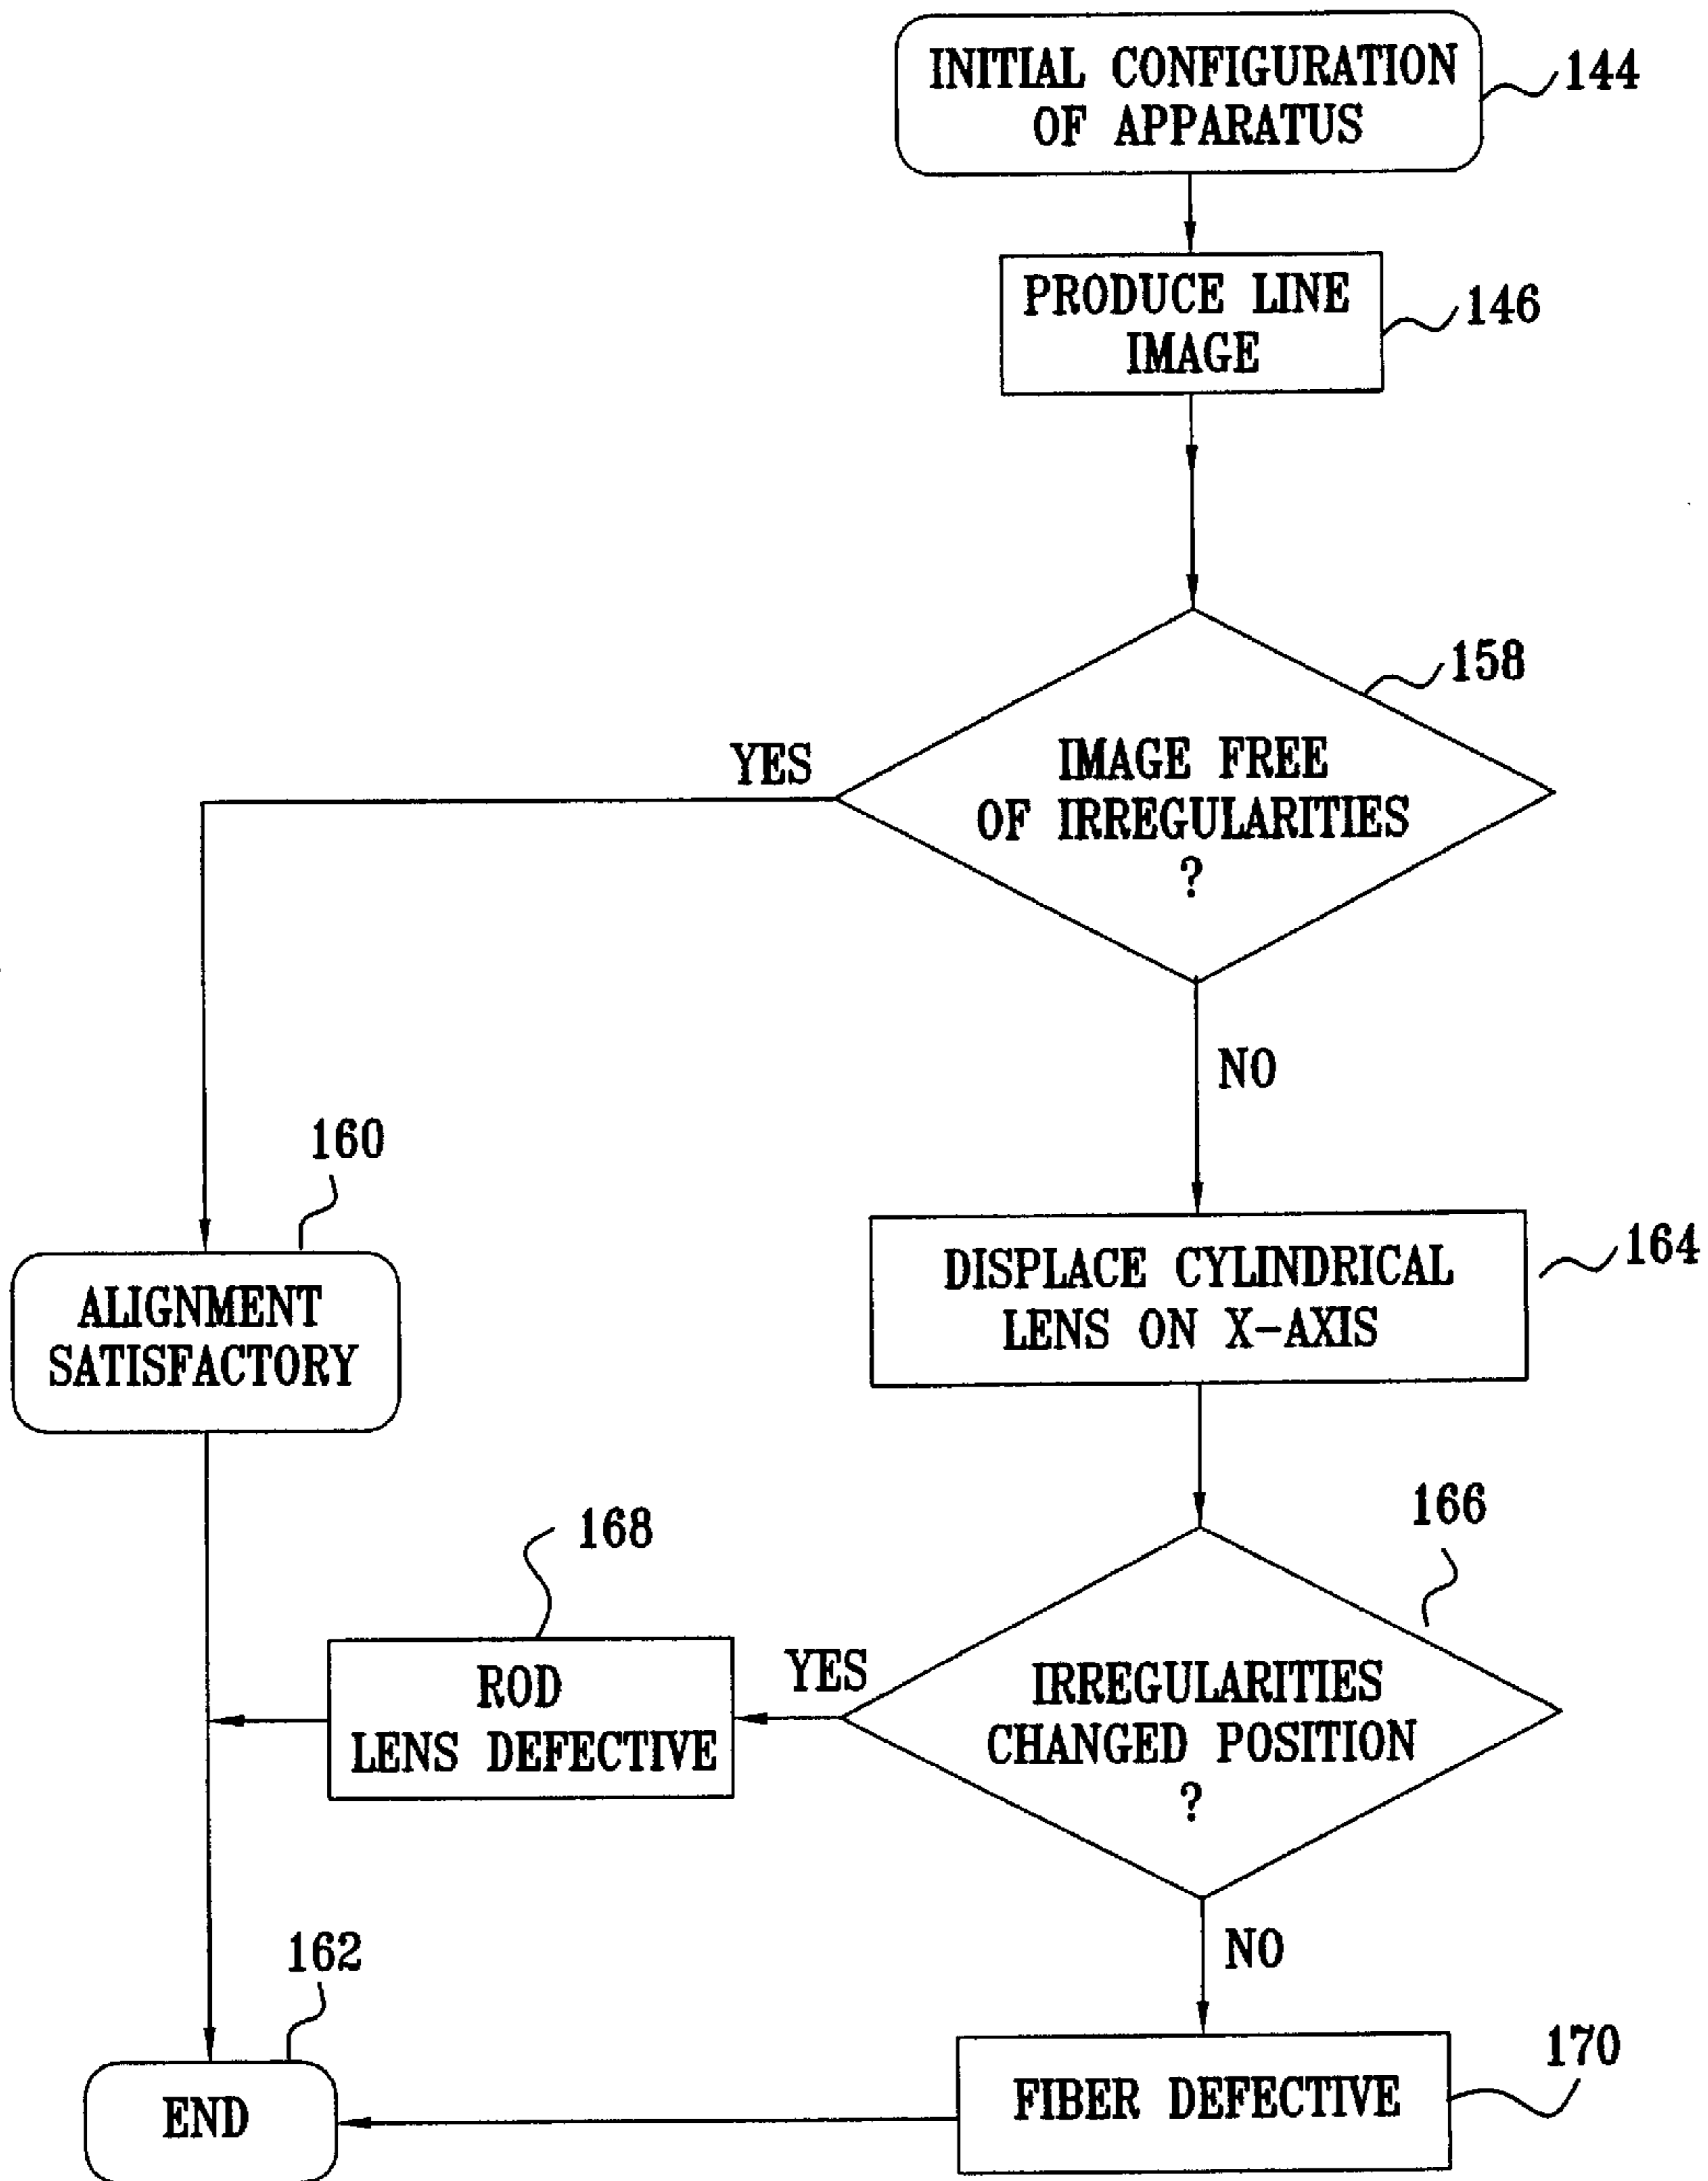 INITIAL CONFIGURATION
OF APPARATUS
144
PRODUCE LINE
IMAGE
146
158
IMAGE FREE
OF IRREGULARITIES
?
YES
NO
160
ALIGNMENT
SATISFACTORY
DISPLACE CYLINDRICAL
LENS ON X-AXIS
164
166
168
IRREGULARITIES
CHANGED POSITION
?
YES
ROD
LENS DEFECTIVE
NO
162
END
FIBER DEFECTIVE
170